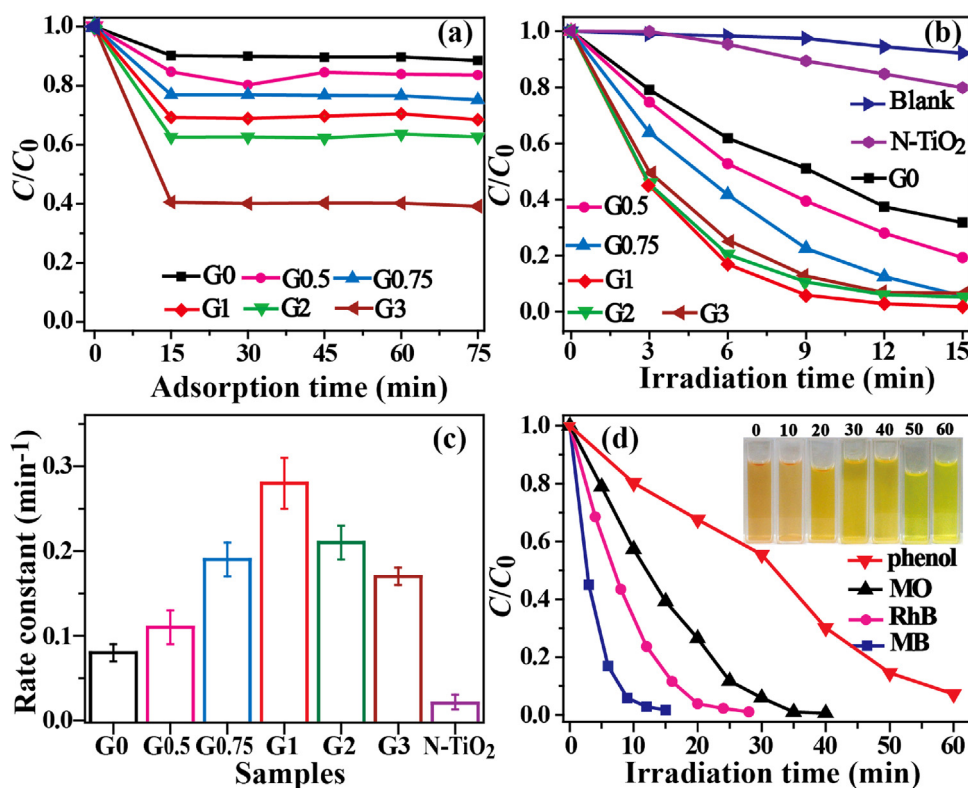 (a)
C/C0
1.0
0.8
0.6
0.4
0.2
0.0
G0 G0.5 G0.75
G1 G2 G3
0 15 30 45 60 75
Adsorption time (min)
(b)
C/C0
1.0
0.8
0.6
0.4
0.2
0.0
Blank
N-TiO2
G0
G0.5
G0.75
G1
G2 G3
0 3 6 9 12 15
Irradiation time (min)
(c)
Rate constant (min-1)
0.3
0.2
0.1
0.0
G0 G0.5 G0.75 G1 G2 G3 N-TiO2
Samples
(d)
C/C0
1.0
0.8
0.6
0.4
0.2
0.0
0 10 20 30 40 50 60
phenol
MO
RhB
MB
0 10 20 30 40 50 60
Irradiation time (min)